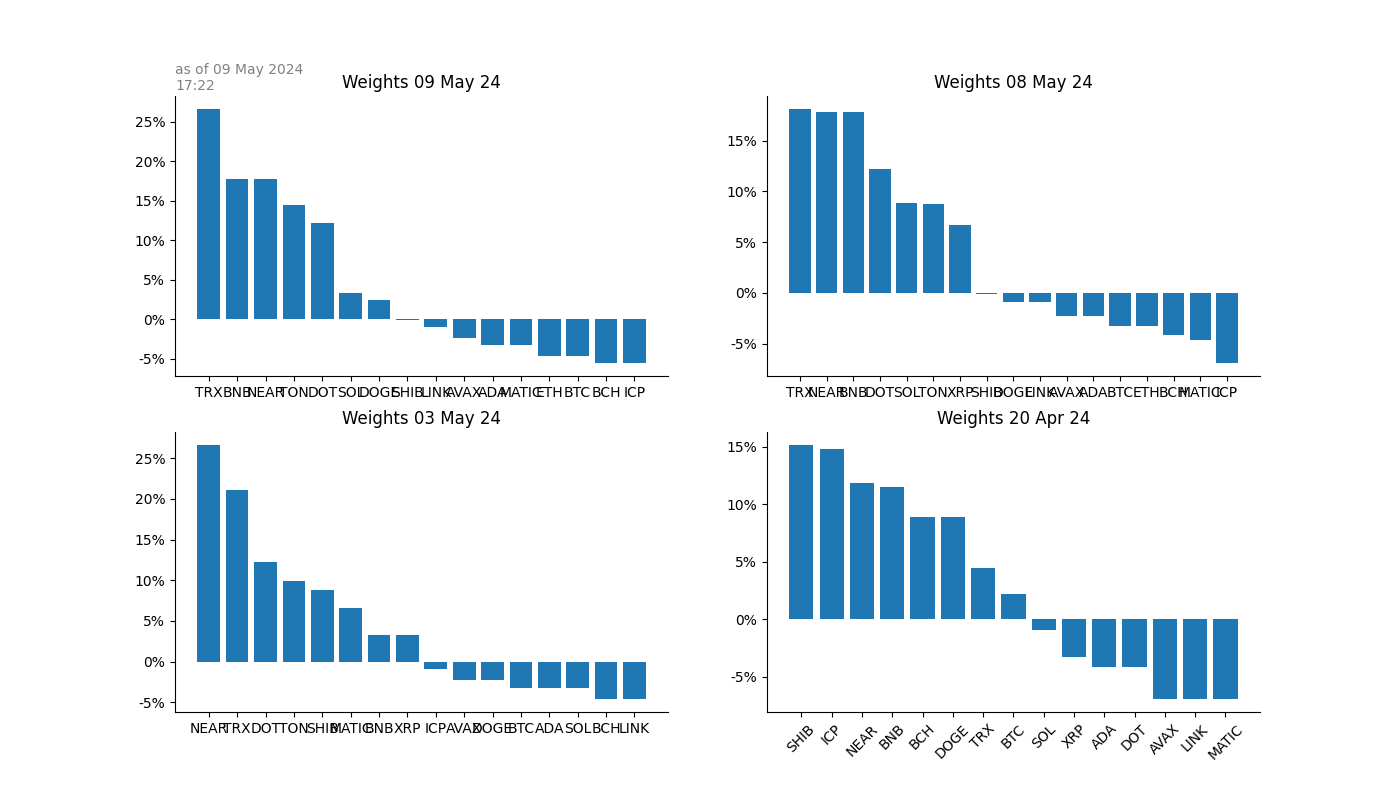 as of 09 May 2024
17:22
Weights 09 May 24
25%
20%
15%
10%
5%
0%
-5%
TRX BNB NEAR TON DOT SOL DOGE SHIB LINK AVAX ADA MATIC ETH BTC BCH ICP
Weights 08 May 24
15%
10%
5%
0%
-5%
TRX NEAR BNB DOT SOL TON XRP SHIB DOGE LINK AVAX ADA BTC ETH BCH MATIC ICP
Weights 03 May 24
25%
20%
15%
10%
5%
0%
-5%
NEAR TRX DOT TON SHIB MATIC BNB XRP ICP AVAX DOGE BTC ADA SOL BCH LINK
Weights 20 Apr 24
15%
10%
5%
0%
-5%
SHIB ICP NEAR BNB BCH DOGE TRX BTC SOL XRP ADA DOT AVAX LINK MATIC